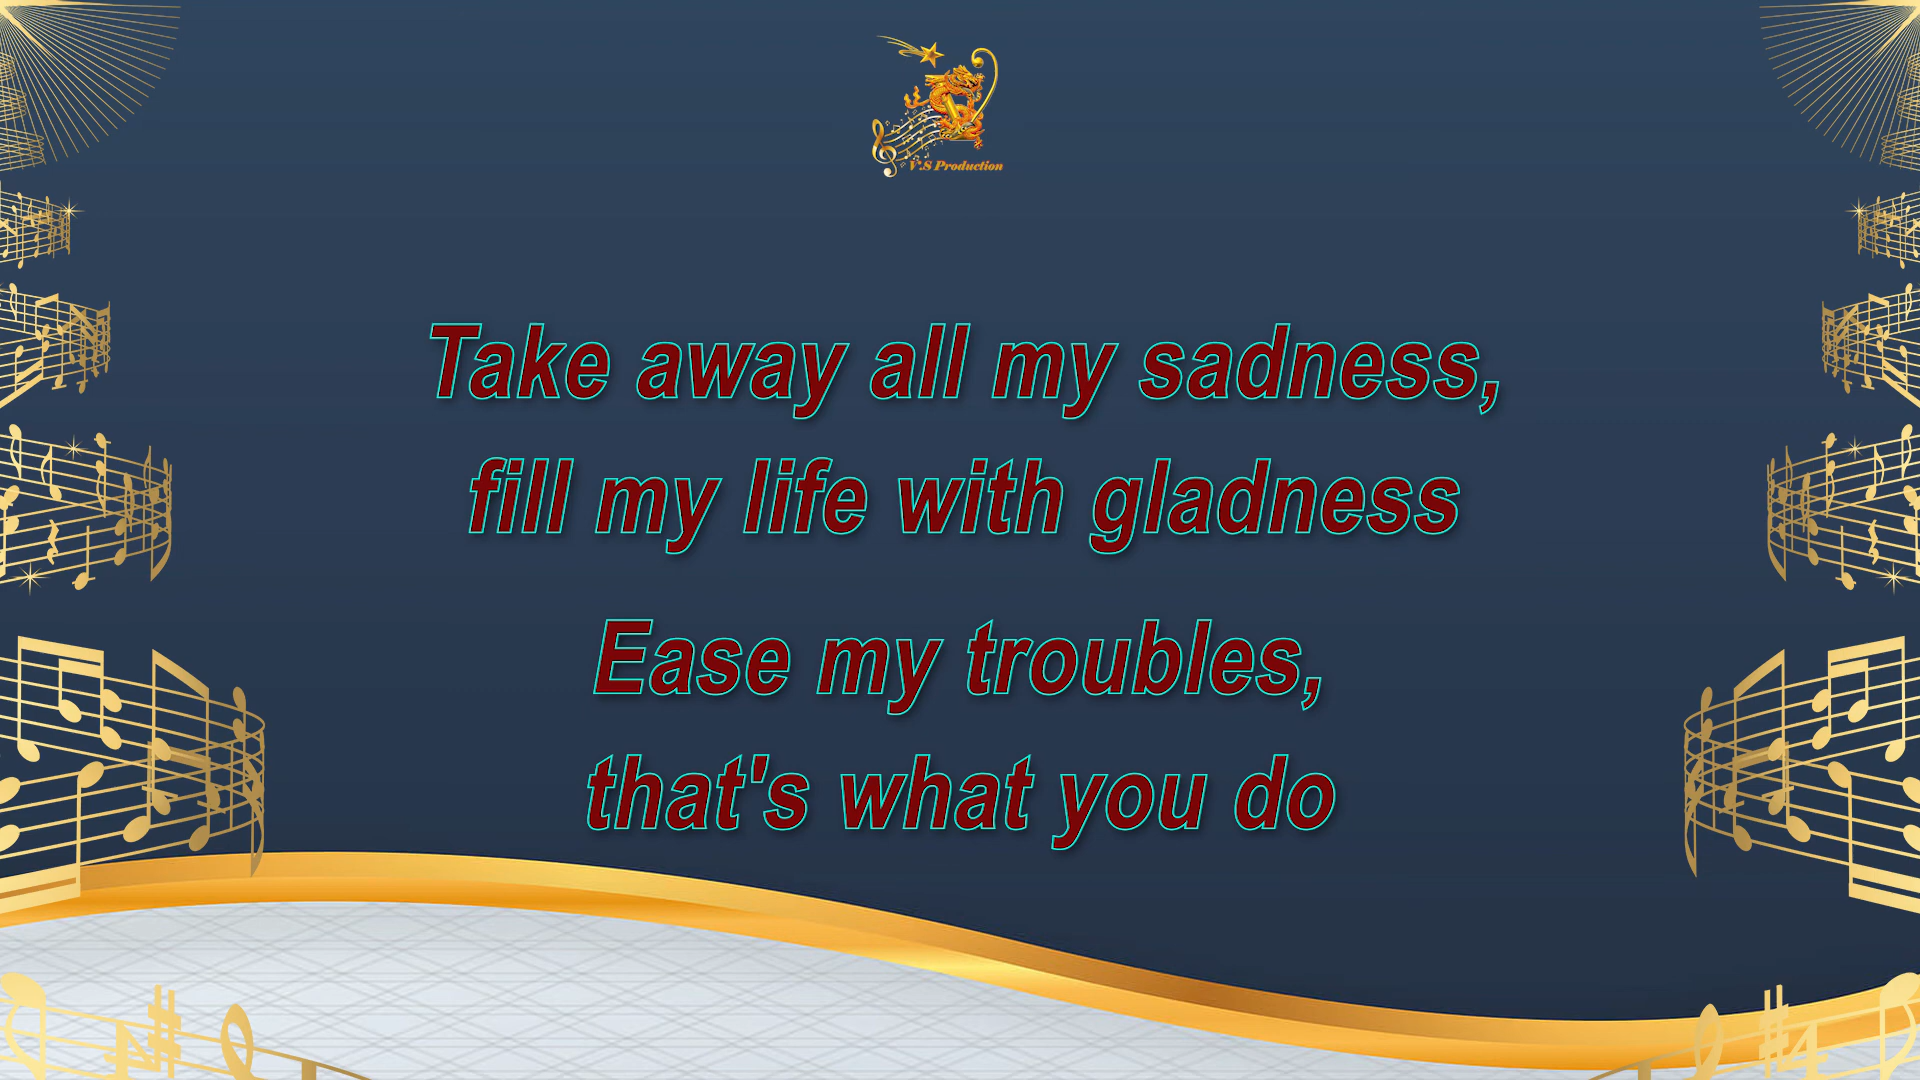 V.S Production
Take away all my sadness,
fill my life with gladness
Ease my troubles,
that's what you do